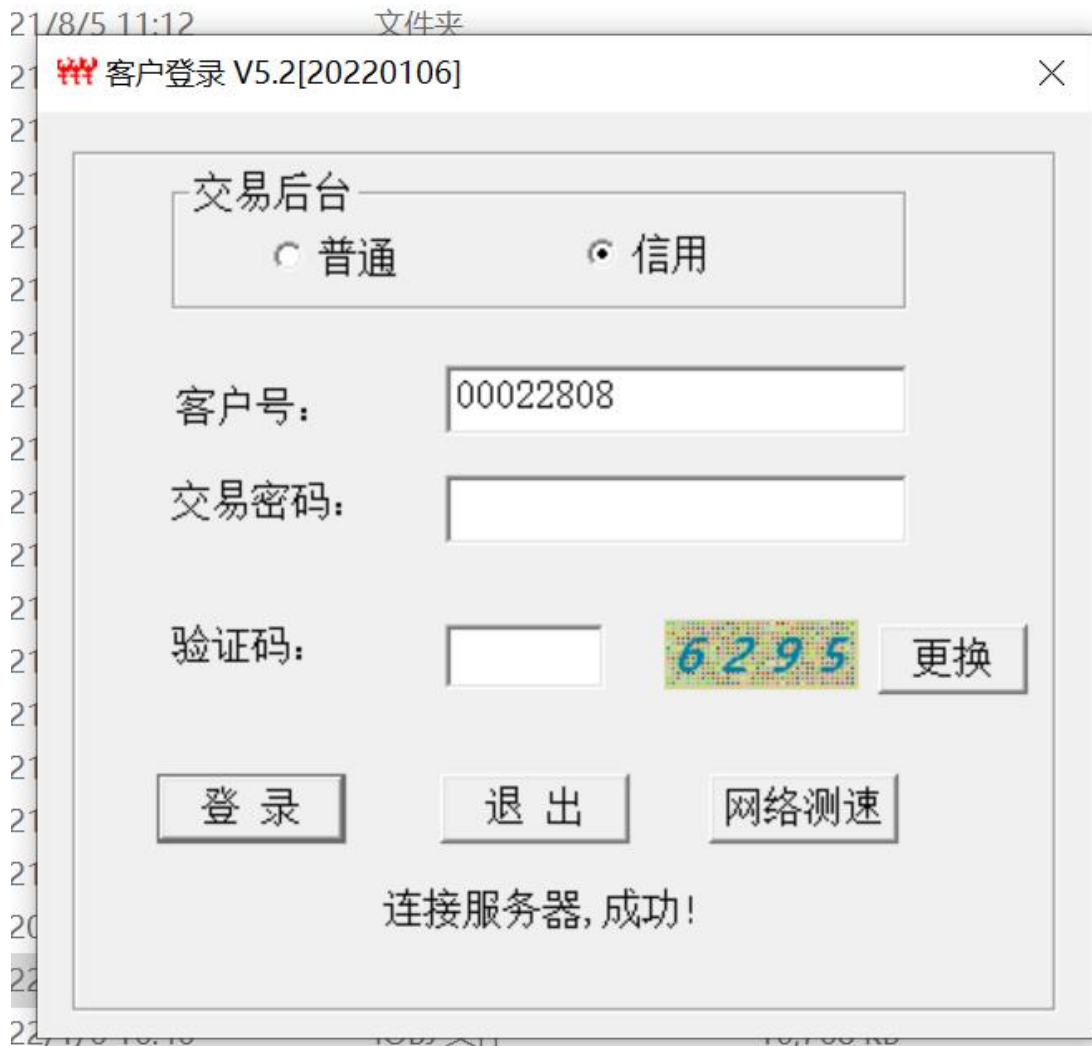 21/8/5 11:12 文件夹
客户登录 V5.2[20220106]
交易后台
普通 信用
客户号：
00022808
交易密码：
验证码：
6295
更换
登 录
退 出
网络测速
连接服务器,成功!